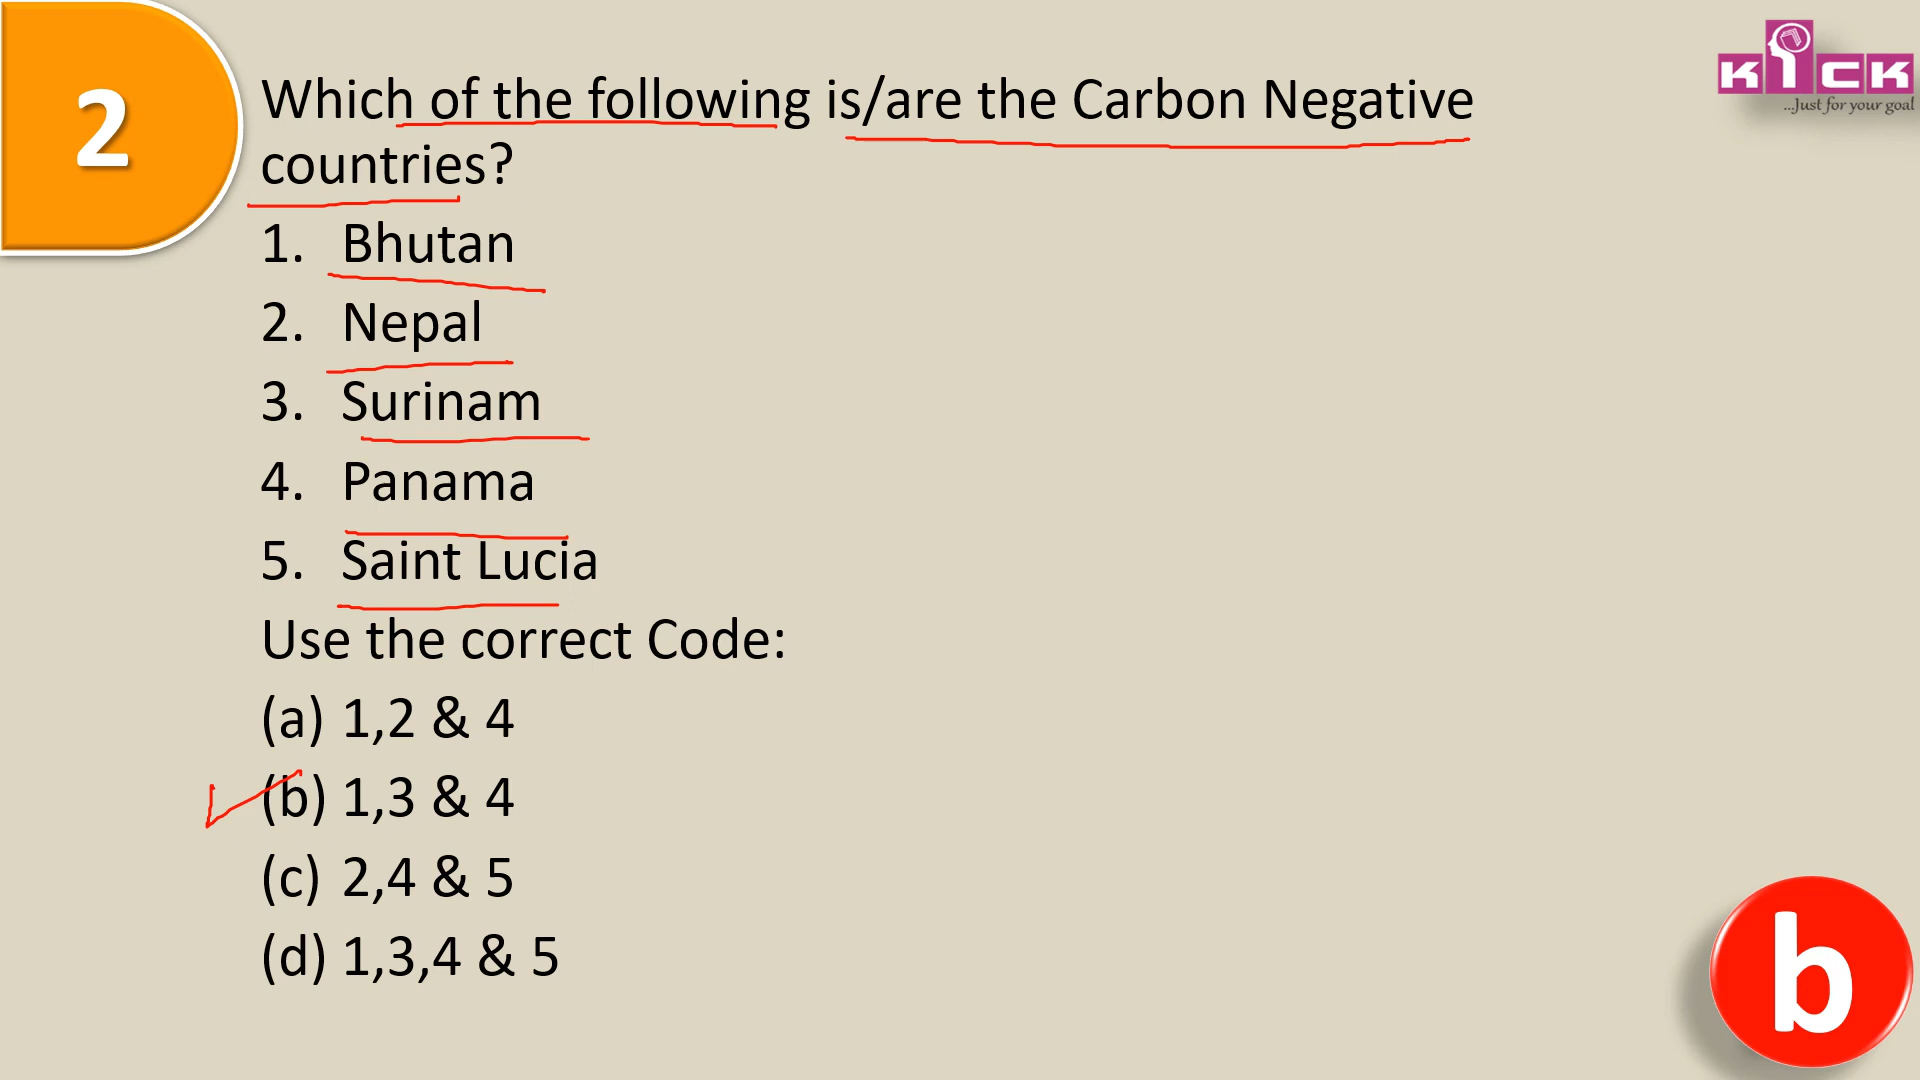 2
KICK
...Just for your goal
Which of the following is/are the Carbon Negative
countries?
1. Bhutan
2. Nepal
3. Surinam
4. Panama
5. Saint Lucia
Use the correct Code:
(a) 1,2 & 4
(b) 1,3 & 4
(c) 2,4 & 5
(d) 1,3,4 & 5
b